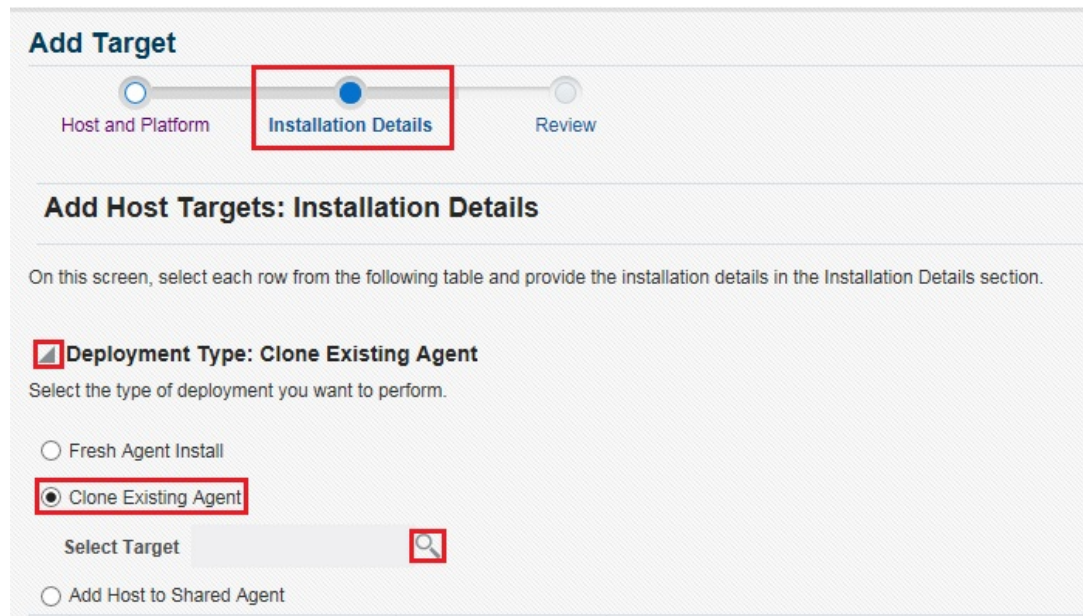 Add Target
Host and Platform
Installation Details
Review
Add Host Targets: Installation Details
On this screen, select each row from the following table and provide the installation details in the Installation Details section.
Deployment Type: Clone Existing Agent
Select the type of deployment you want to perform.
Fresh Agent Install
Clone Existing Agent
Select Target
Add Host to Shared Agent